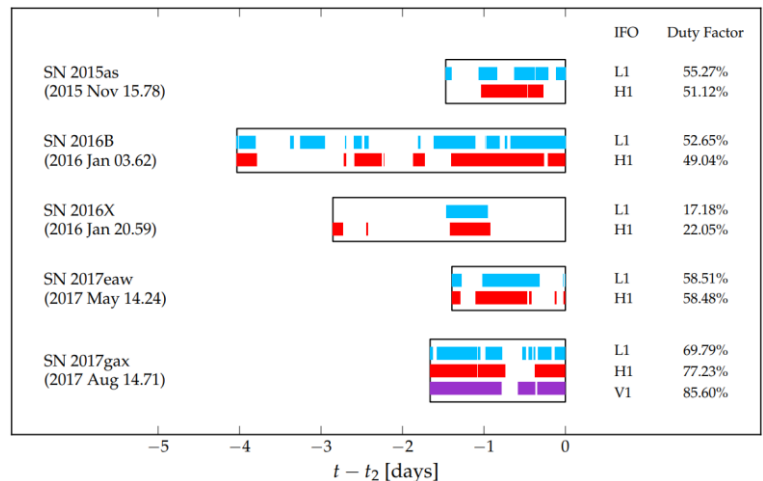 IFO Duty Factor
SN 2015as L1 55.27%
(2015 Nov 15.78) H1 51.12%
SN 2016B L1 52.65%
(2016 Jan 03.62) H1 49.04%
SN 2016X L1 17.18%
(2016 Jan 20.59) H1 22.05%
SN 2017eaw L1 58.51%
(2017 May 14.24) H1 58.48%
L1 69.79%
SN 2017gax H1 77.23%
(2017 Aug 14.71) V1 85.60%
−5 −4 −3 −2 −1 0
t − t₂ [days]